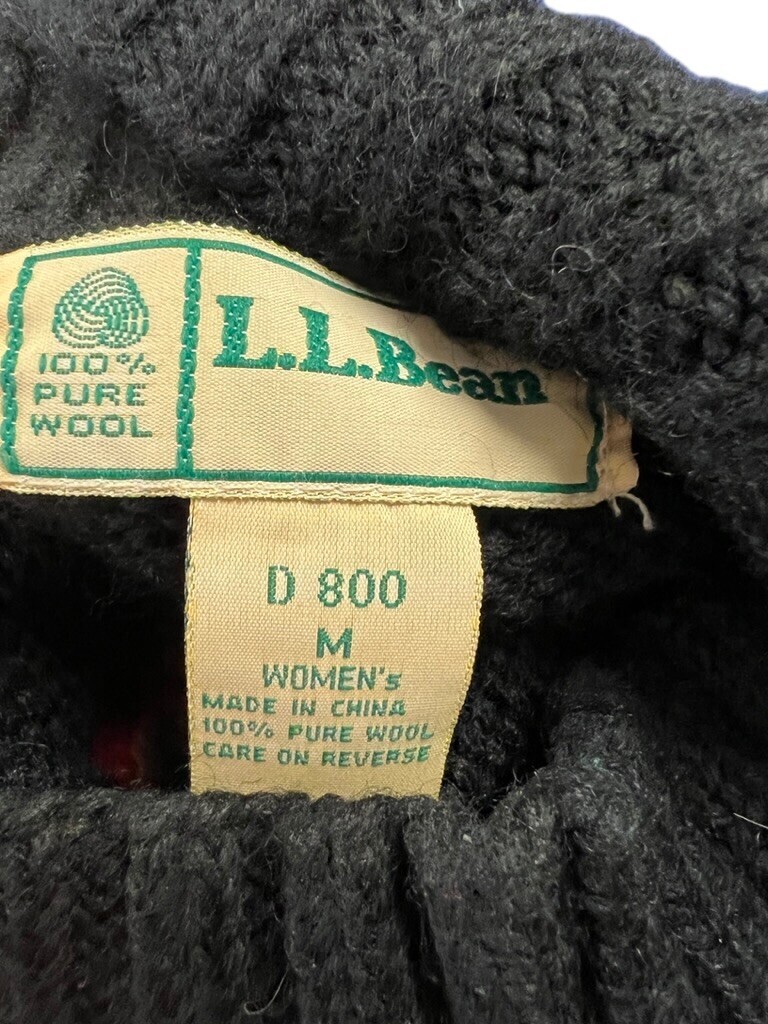 100%
PURE
WOOL
L.L.Bean
D 800
M
WOMEN's
MADE IN CHINA
100% PURE WOOL
CARE ON REVERSE